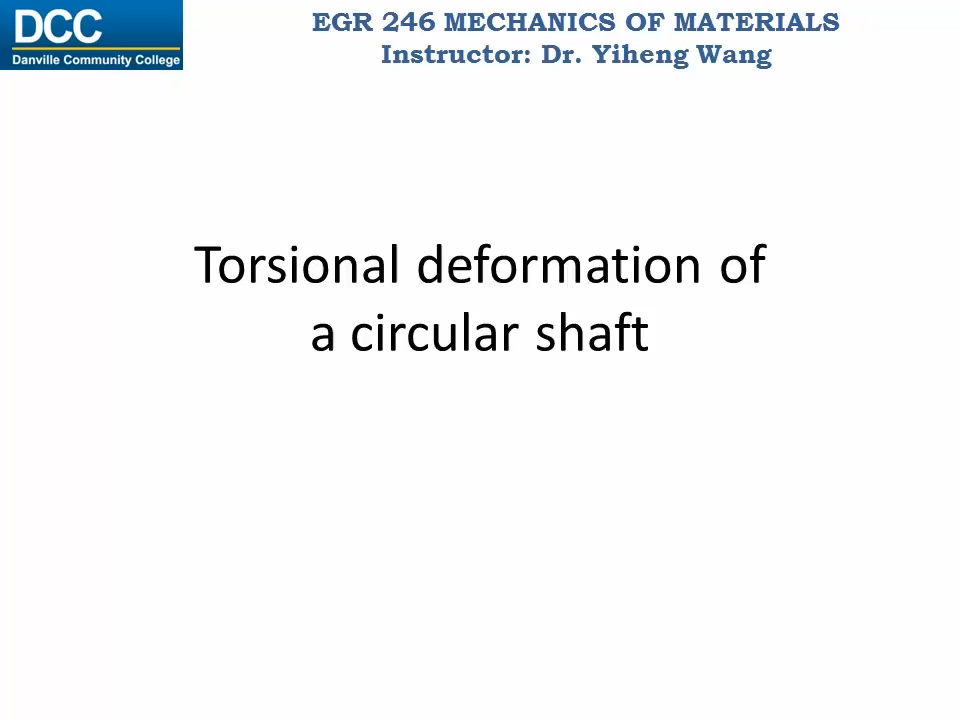 DCC
Danville Community College
EGR 246 MECHANICS OF MATERIALS
Instructor: Dr. Yiheng Wang
Torsional deformation of
a circular shaft